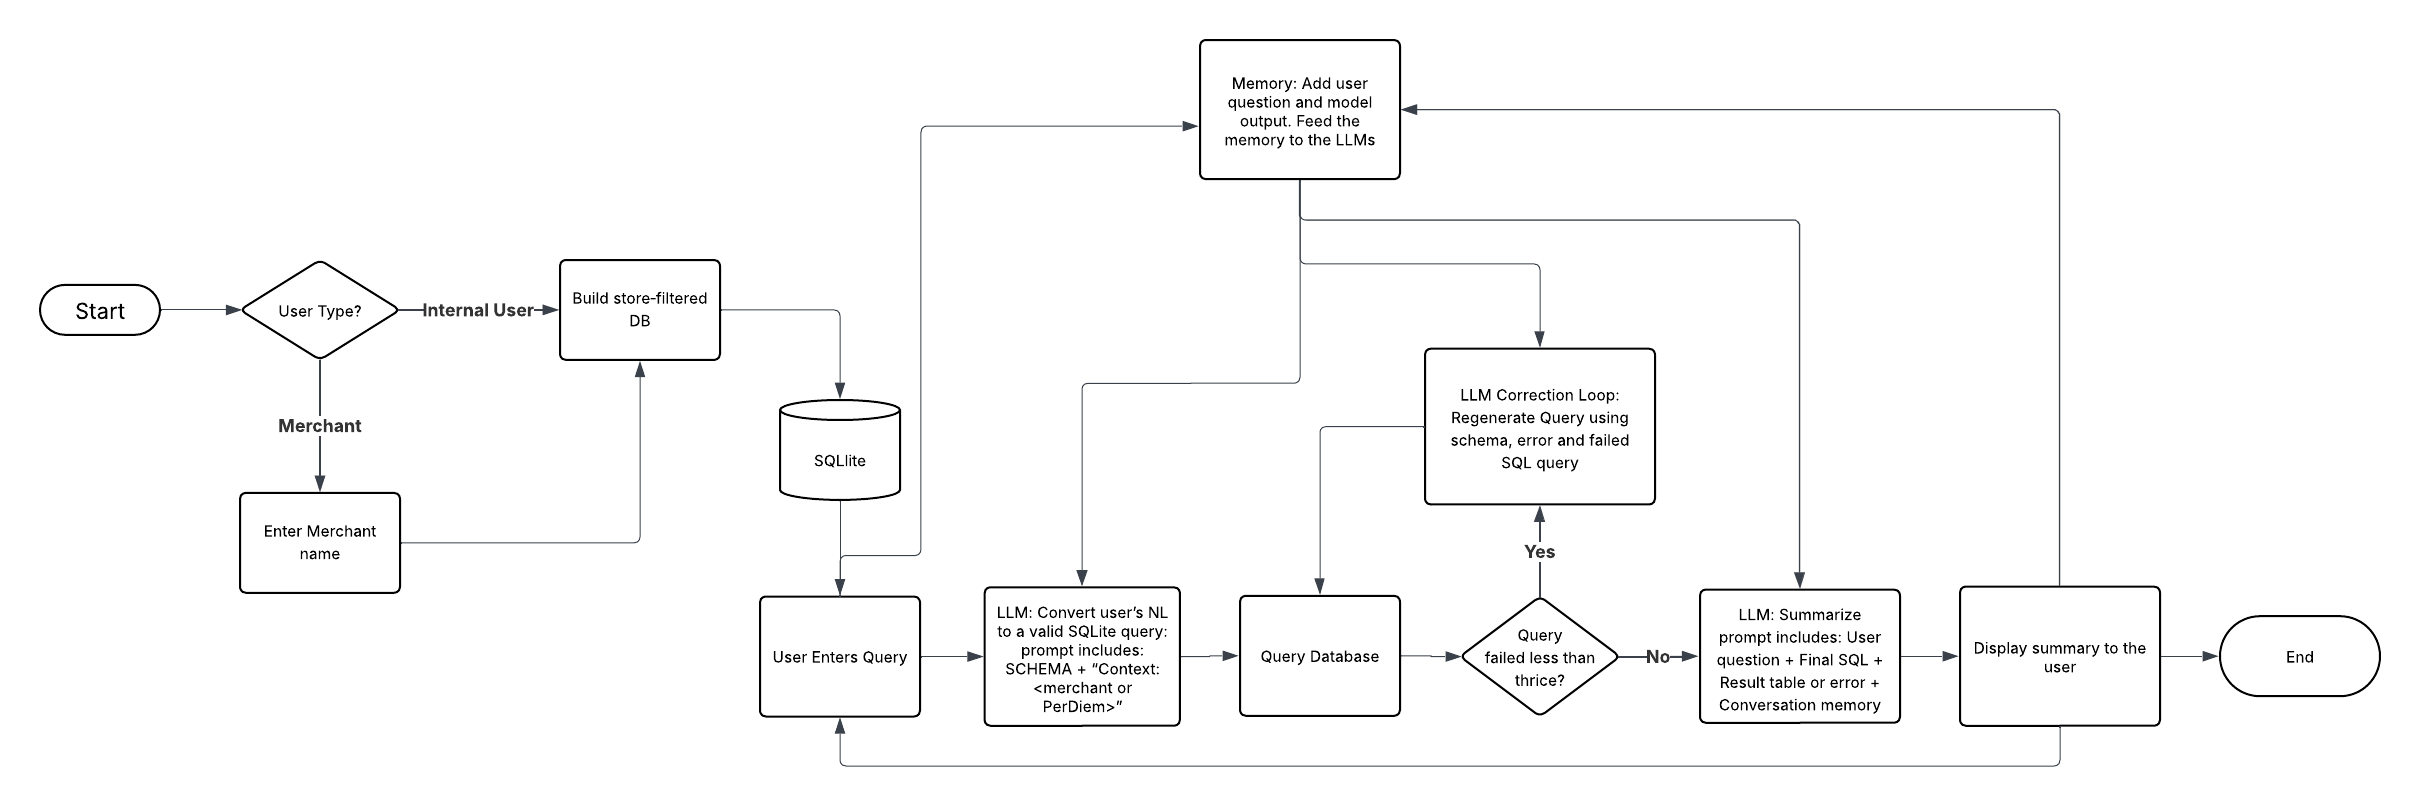 Memory: Add user
question and model
output. Feed the
memory to the LLMs
Start
User Type?
Internal User
Build store-filtered
DB
Merchant
Enter Merchant
name
SQLlite
LLM Correction Loop:
Regenerate Query using
schema, error and failed
SQL query
Yes
User Enters Query
LLM: Convert user’s NL
to a valid SQLite query:
prompt includes:
SCHEMA + “Context:
<merchant or
PerDiem>”
Query Database
Query
failed less than
thrice?
No
LLM: Summarize
prompt includes: User
question + Final SQL +
Result table or error +
Conversation memory
Display summary to the
user
End